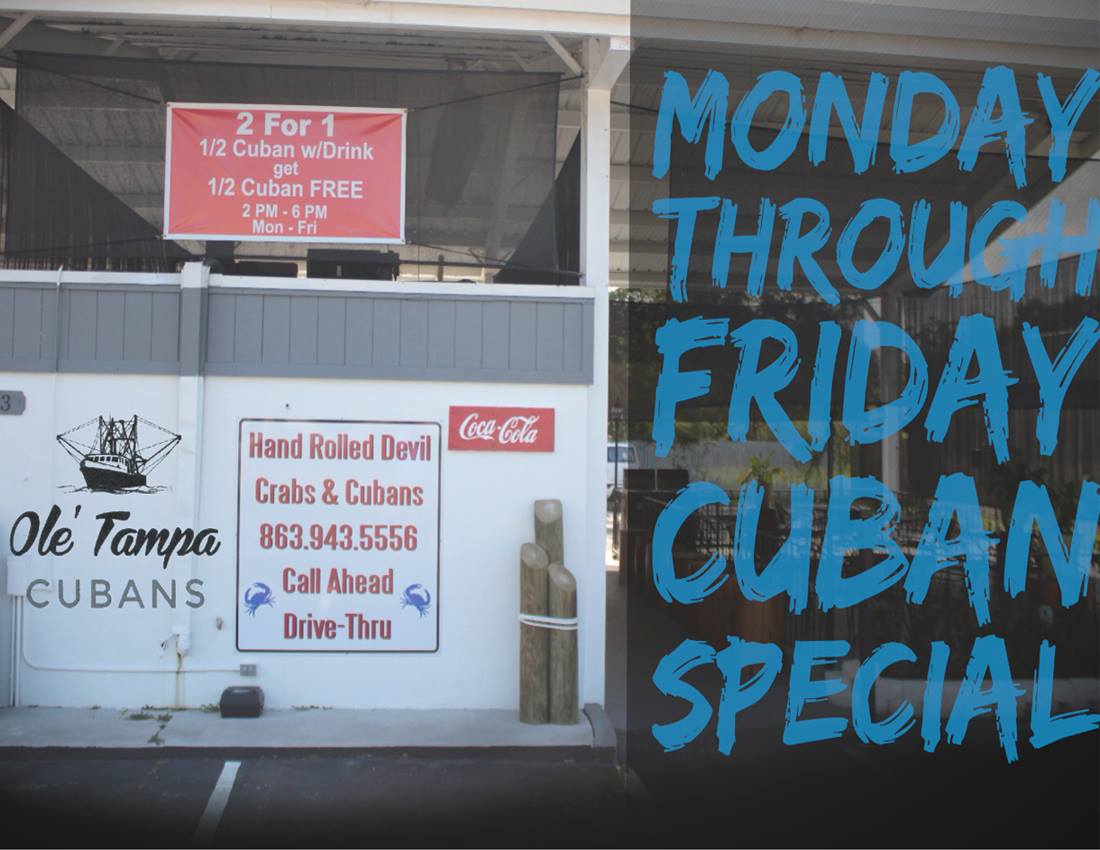 2 For 1
1/2 Cuban w/Drink
get
1/2 Cuban FREE
2 PM - 6 PM
Mon - Fri
3
Olé Tampa
CUBANS
Hand Rolled Devil
Crabs & Cubans
863.943.5556
Call Ahead
Drive-Thru
Coca-Cola
MONDAY
THROUGH
FRIDAY
CUBAN
SPECIAL